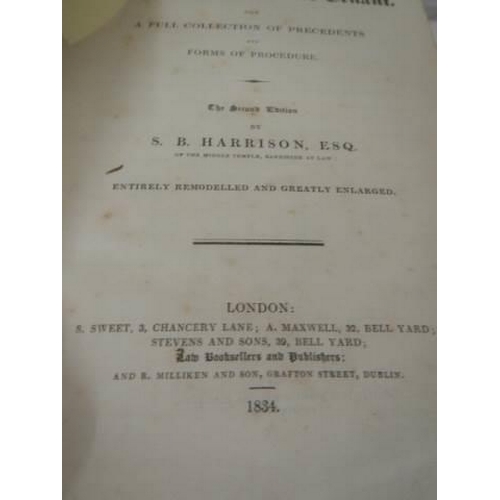 Tenant.
A FULL COLLECTION OF PRECEDENTS
AND
FORMS OF PROCEDURE.
The Second Edition
BY
S. B. HARRISON, ESQ.
OF THE MIDDLE TEMPLE, BARRISTER AT LAW
ENTIRELY REMODELLED AND GREATLY ENLARGED.
LONDON:
S. SWEET, 3, CHANCERY LANE; A. MAXWELL, 32, BELL YARD;
STEVENS AND SONS, 39, BELL YARD;
Law Booksellers and Publishers:
AND R. MILLIKEN AND SON, GRAFTON STREET, DUBLIN.
1834.